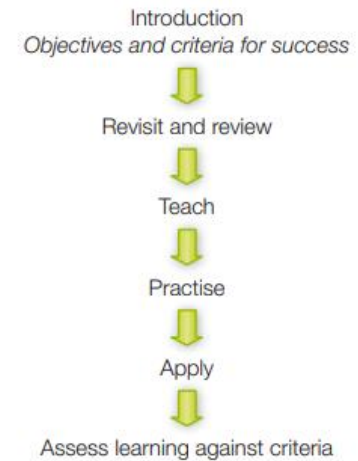 Introduction
Objectives and criteria for success
Revisit and review
Teach
Practise
Apply
Assess learning against criteria